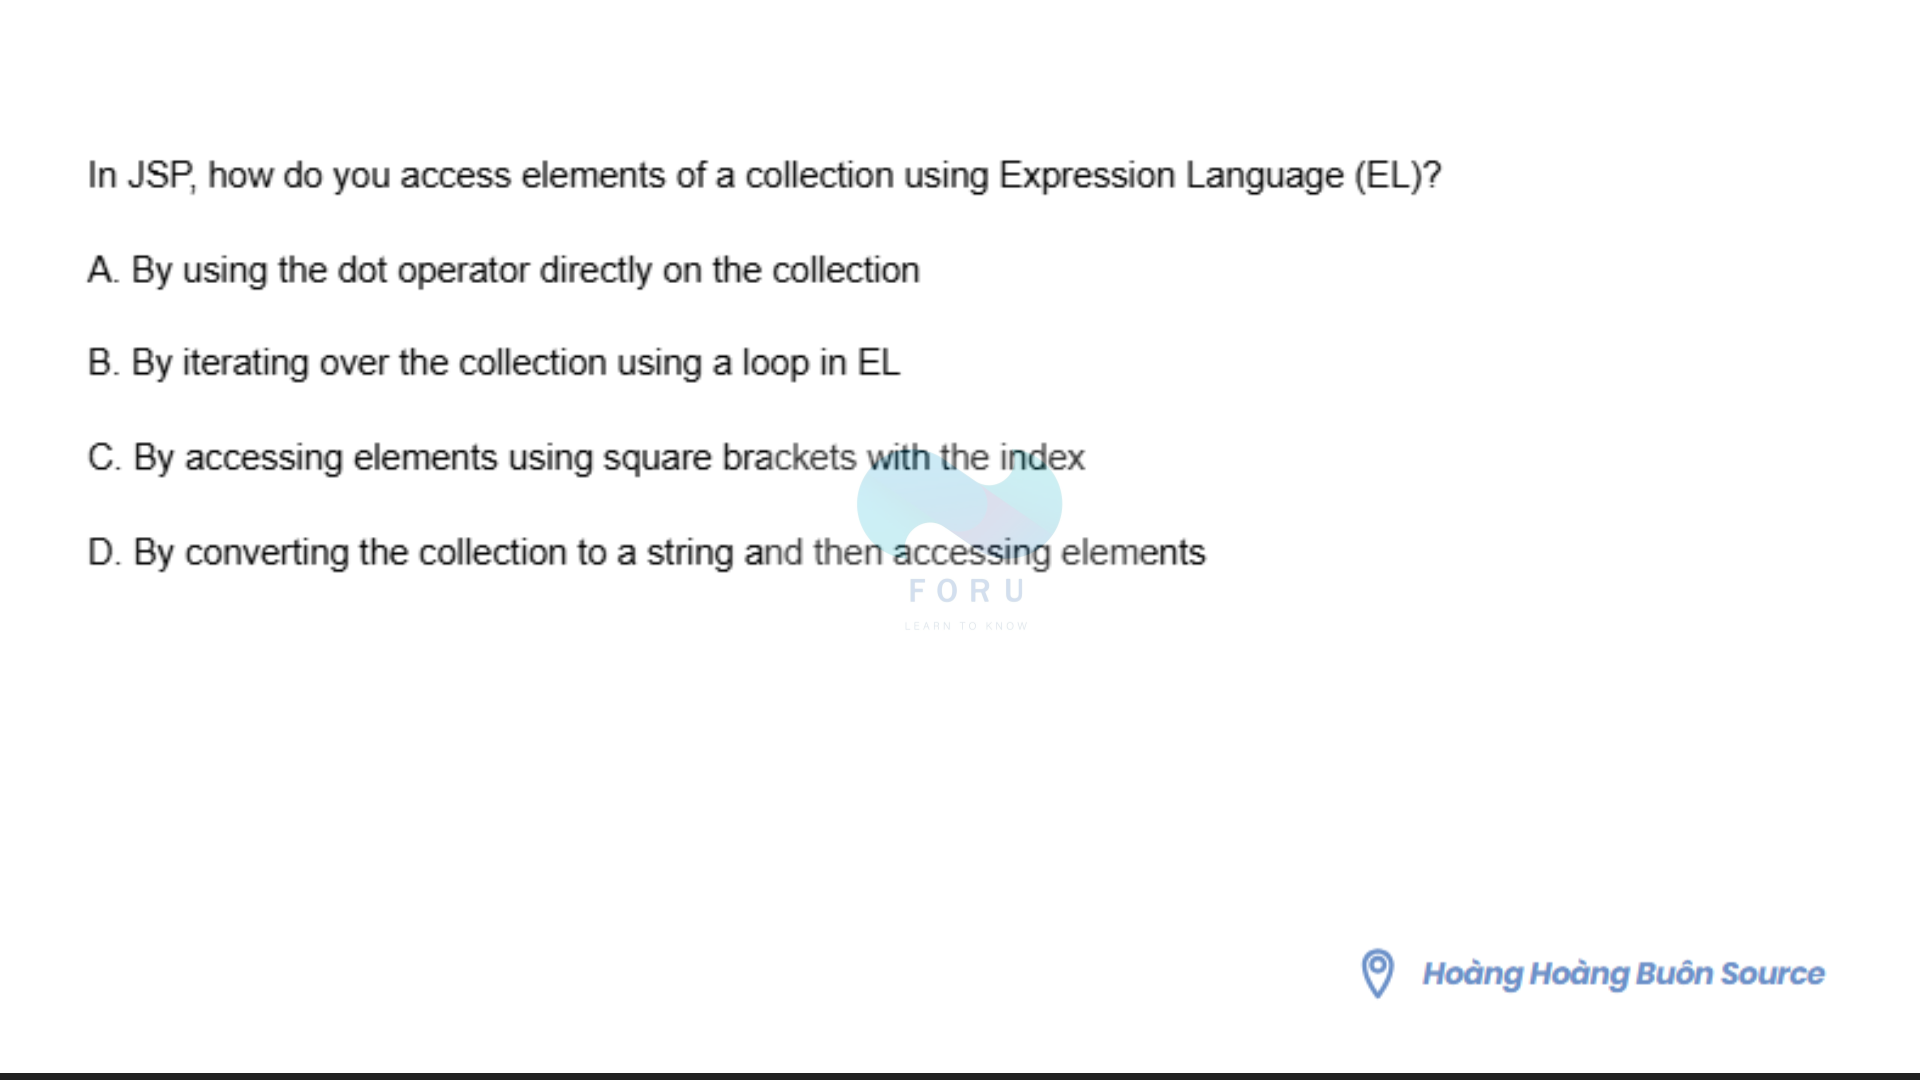 In JSP, how do you access elements of a collection using Expression Language (EL)?
A. By using the dot operator directly on the collection
B. By iterating over the collection using a loop in EL
C. By accessing elements using square brackets with the index
D. By converting the collection to a string and then accessing elements
FORU
LEARN TO KNOW
Hoàng Hoàng Buôn Source